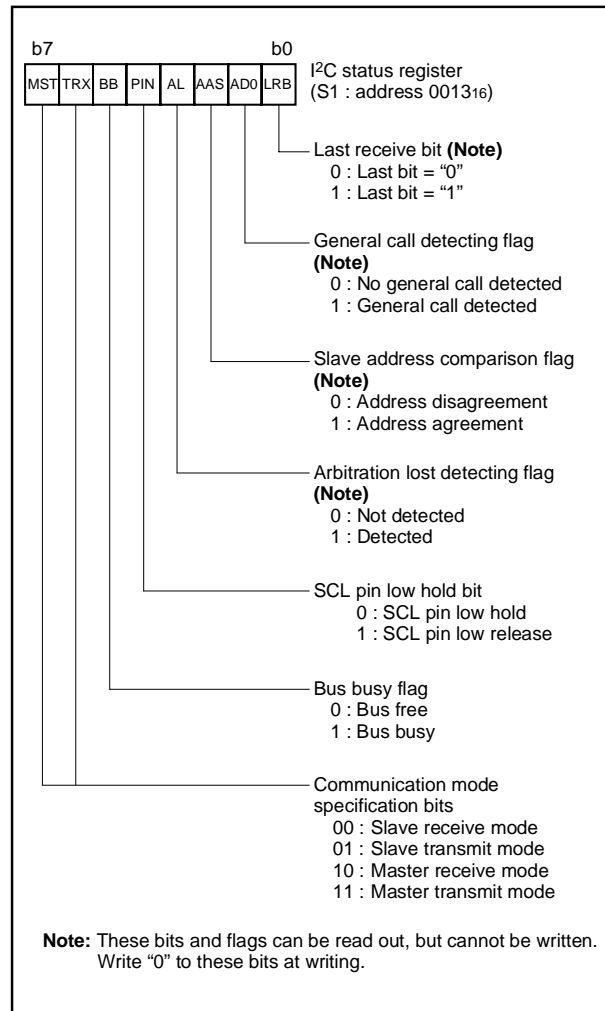 b7 b0
MST TRX BB PIN AL AAS AD0 LRB
I2C status register
(S1 : address 001316)
Last receive bit (Note)
0 : Last bit = “0”
1 : Last bit = “1”
General call detecting flag
(Note)
0 : No general call detected
1 : General call detected
Slave address comparison flag
(Note)
0 : Address disagreement
1 : Address agreement
Arbitration lost detecting flag
(Note)
0 : Not detected
1 : Detected
SCL pin low hold bit
0 : SCL pin low hold
1 : SCL pin low release
Bus busy flag
0 : Bus free
1 : Bus busy
Communication mode
specification bits
00 : Slave receive mode
01 : Slave transmit mode
10 : Master receive mode
11 : Master transmit mode
Note: These bits and flags can be read out, but cannot be written.
Write “0” to these bits at writing.